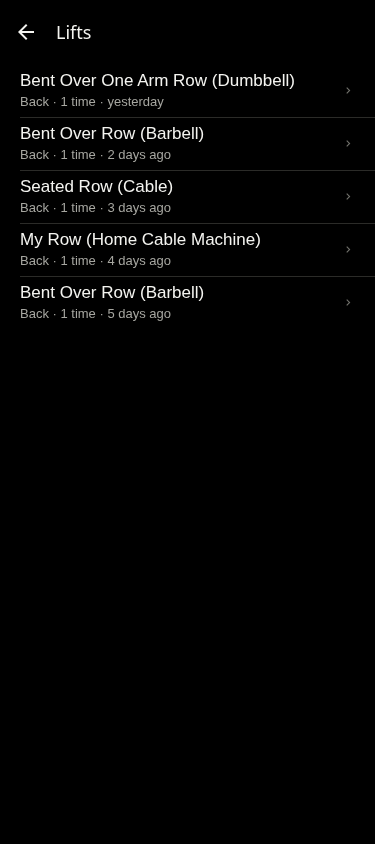 Lifts
Bent Over One Arm Row (Dumbbell)
Back · 1 time · yesterday
Bent Over Row (Barbell)
Back · 1 time · 2 days ago
Seated Row (Cable)
Back · 1 time · 3 days ago
My Row (Home Cable Machine)
Back · 1 time · 4 days ago
Bent Over Row (Barbell)
Back · 1 time · 5 days ago